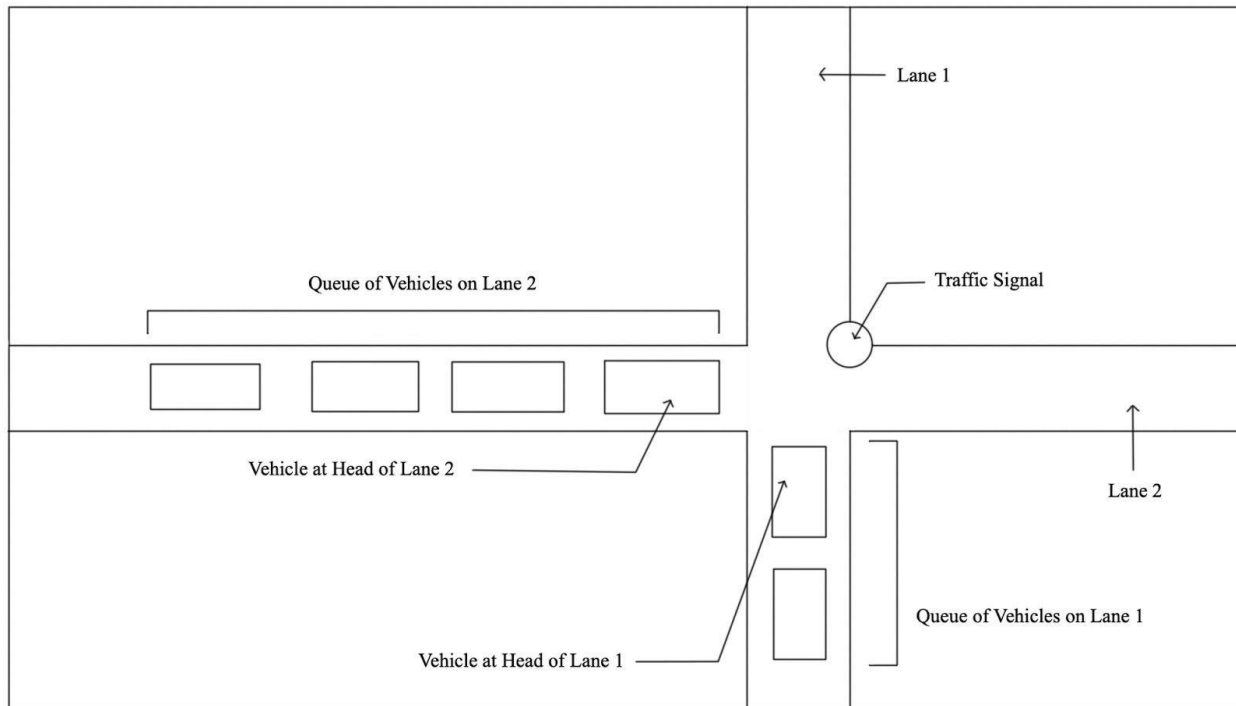 Lane 1
Queue of Vehicles on Lane 2
Traffic Signal
Vehicle at Head of Lane 2
Lane 2
Queue of Vehicles on Lane 1
Vehicle at Head of Lane 1